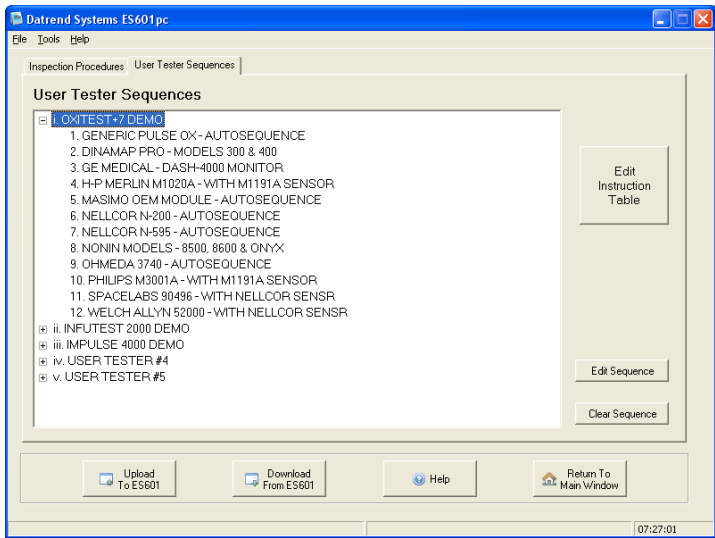 Datrend Systems ES601pc
File Tools Help
Inspection Procedures User Tester Sequences
User Tester Sequences
i. OXITEST+7 DEMO
1. GENERIC PULSE OX - AUTOSEQUENCE
2. DINAMAP PRO - MODELS 300 & 400
3. GE MEDICAL - DASH-4000 MONITOR
4. H-P MERLIN M1020A - WITH M1191A SENSOR
5. MASIMO OEM MODULE - AUTOSEQUENCE
6. NELLCOR N-200 - AUTOSEQUENCE
7. NELLCOR N-595 - AUTOSEQUENCE
8. NONIN MODELS - 8500, 8600 & ONYX
9. OHMEDA 3740 - AUTOSEQUENCE
10. PHILIPS M3001A - WITH M1191A SENSOR
11. SPACELABS 90496 - WITH NELLCOR SENSR
12. WELCH ALLYN 52000 - WITH NELLCOR SENSR
ii. INFUTEST 2000 DEMO
iii. IMPULSE 4000 DEMO
iv. USER TESTER #4
v. USER TESTER #5
Edit
Instruction
Table
Edit Sequence
Clear Sequence
Upload
To ES601
Download
From ES601
Help
Return To
Main Window
07:27:01